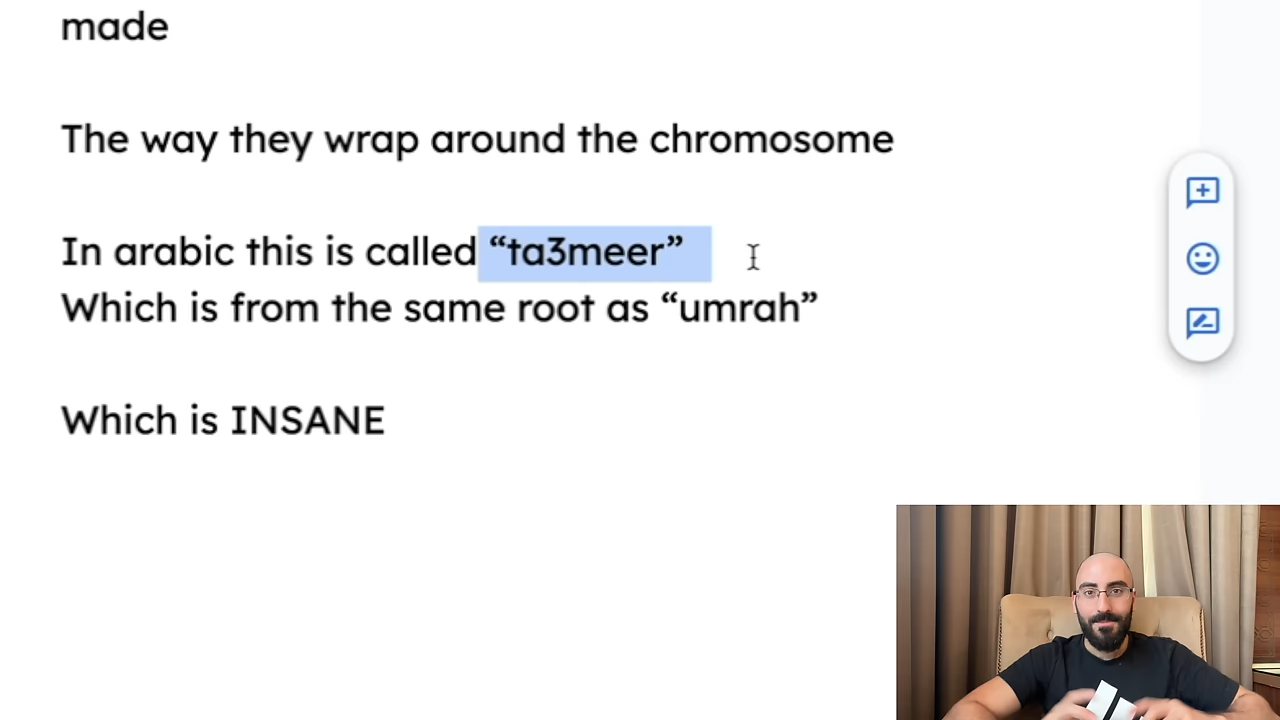 made
The way they wrap around the chromosome
In arabic this is called “ta3meer”
Which is from the same root as “umrah”
Which is INSANE